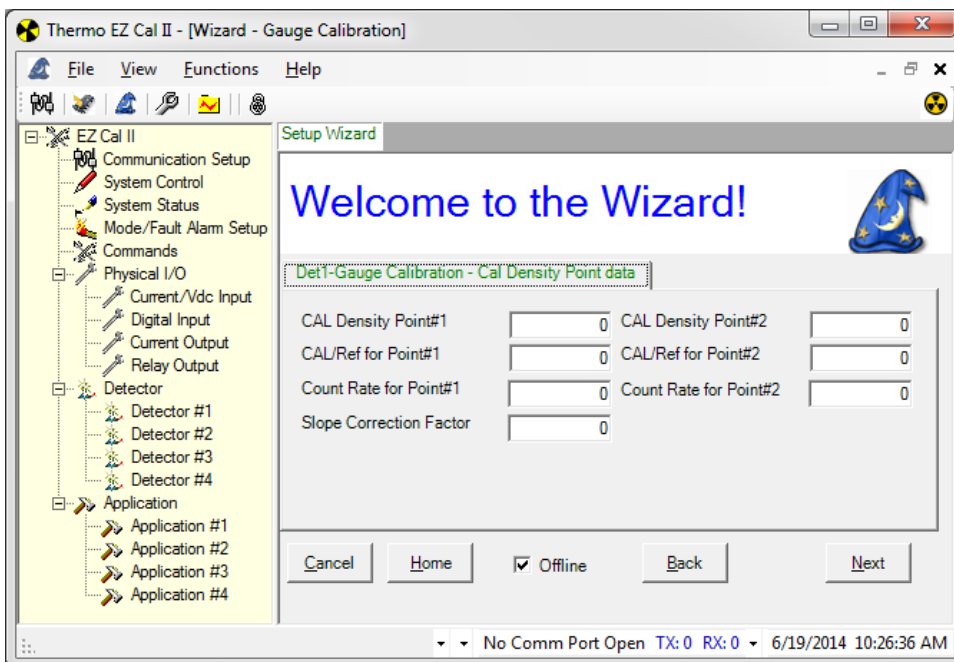 Thermo EZ Cal II - [Wizard - Gauge Calibration]
File View Functions Help
EZ Cal II
Communication Setup
System Control
System Status
Mode/Fault Alarm Setup
Commands
Physical I/O
Current/Vdc Input
Digital Input
Current Output
Relay Output
Detector
Detector #1
Detector #2
Detector #3
Detector #4
Application
Application #1
Application #2
Application #3
Application #4
Setup Wizard
Welcome to the Wizard!
Det1-Gauge Calibration - Cal Density Point data
CAL Density Point#1 0 CAL Density Point#2 0
CAL/Ref for Point#1 0 CAL/Ref for Point#2 0
Count Rate for Point#1 0 Count Rate for Point#2 0
Slope Correction Factor 0
Cancel Home Offline Back Next
No Comm Port Open TX: 0 RX: 0 6/19/2014 10:26:36 AM